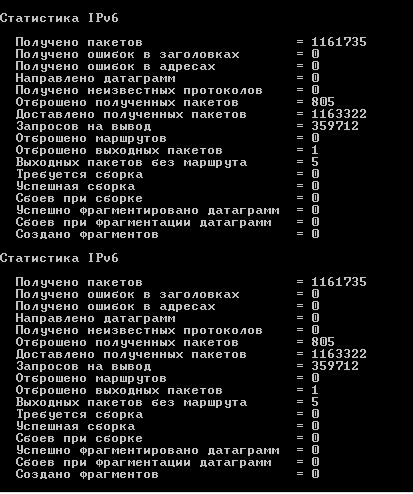 Статистика IPv6
Получено пакетов = 1161735
Получено ошибок в заголовках = 0
Получено ошибок в адресах = 0
Направлено датаграмм = 0
Получено неизвестных протоколов = 0
Отброшено полученных пакетов = 805
Доставлено полученных пакетов = 1163322
Запросов на вывод = 359712
Отброшено маршрутов = 0
Отброшено выходных пакетов = 1
Выходных пакетов без маршрута = 5
Требуется сборка = 0
Успешная сборка = 0
Сбоев при сборке = 0
Успешно фрагментировано датаграмм = 0
Сбоев при фрагментации датаграмм = 0
Создано фрагментов = 0
Статистика IPv6
Получено пакетов = 1161735
Получено ошибок в заголовках = 0
Получено ошибок в адресах = 0
Направлено датаграмм = 0
Получено неизвестных протоколов = 0
Отброшено полученных пакетов = 805
Доставлено полученных пакетов = 1163322
Запросов на вывод = 359712
Отброшено маршрутов = 0
Отброшено выходных пакетов = 1
Выходных пакетов без маршрута = 5
Требуется сборка = 0
Успешная сборка = 0
Сбоев при сборке = 0
Успешно фрагментировано датаграмм = 0
Сбоев при фрагментации датаграмм = 0
Создано фрагментов = 0